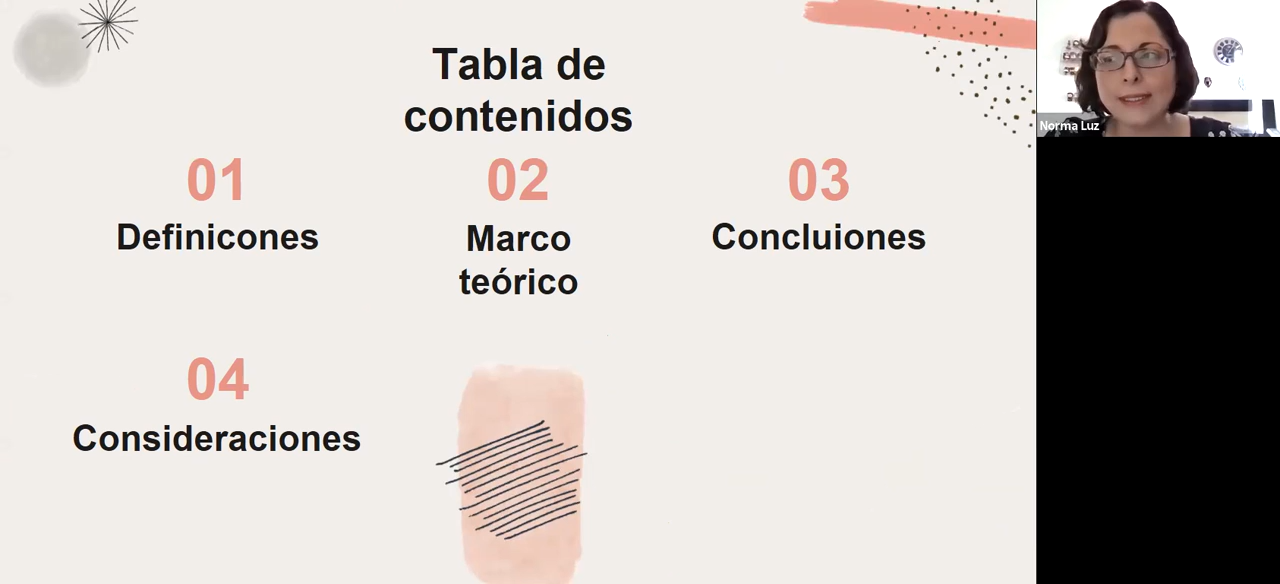 Tabla de
contenidos
01
Definicones
02
Marco
teórico
03
Concluiones
04
Consideraciones
Norma Luz